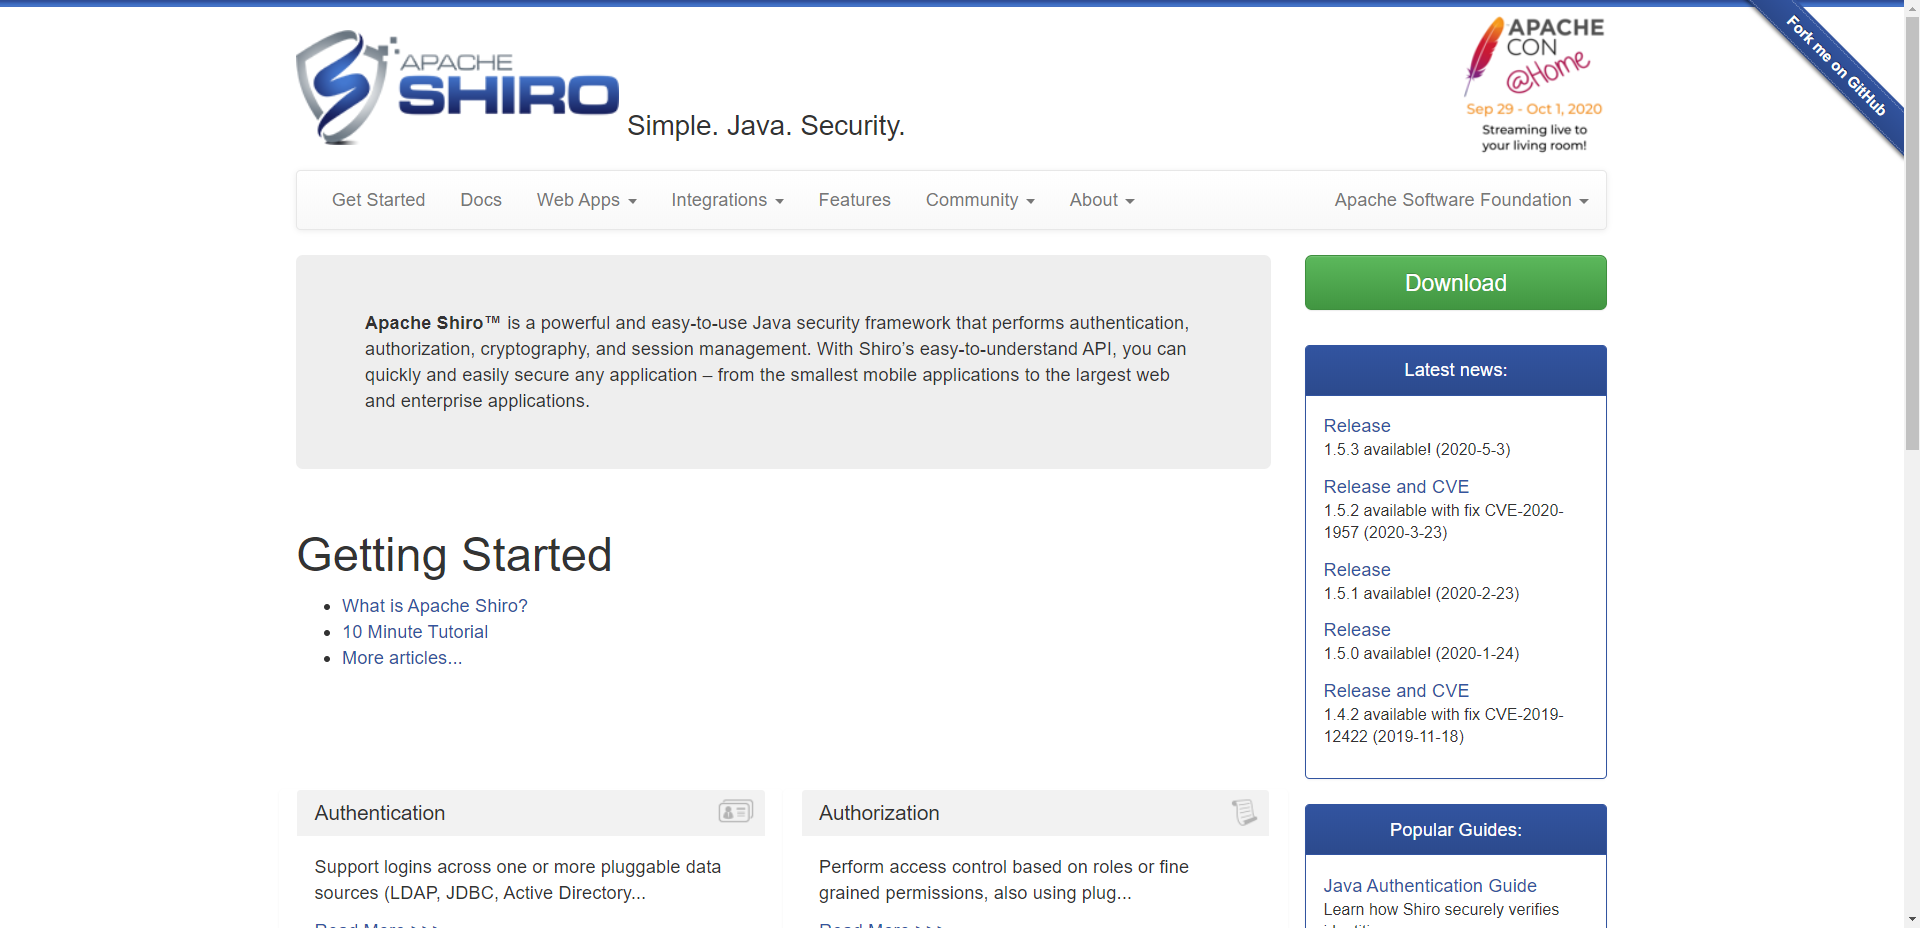 APACHE
SHIRO
Simple. Java. Security.
APACHE
CON
@Home
Sep 29 - Oct 1, 2020
Streaming live to
your living room!
Fork me on GitHub
Get Started Docs Web Apps Integrations Features Community About Apache Software Foundation
Apache Shiro™ is a powerful and easy-to-use Java security framework that performs authentication,
authorization, cryptography, and session management. With Shiro’s easy-to-understand API, you can
quickly and easily secure any application – from the smallest mobile applications to the largest web
and enterprise applications.
Getting Started
What is Apache Shiro?
10 Minute Tutorial
More articles...
Authentication
Support logins across one or more pluggable data
sources (LDAP, JDBC, Active Directory...
Read More >>>
Authorization
Perform access control based on roles or fine
grained permissions, also using plug...
Read More >>>
Download
Latest news:
Release
1.5.3 available! (2020-5-3)
Release and CVE
1.5.2 available with fix CVE-2020-
1957 (2020-3-23)
Release
1.5.1 available! (2020-2-23)
Release
1.5.0 available! (2020-1-24)
Release and CVE
1.4.2 available with fix CVE-2019-
12422 (2019-11-18)
Popular Guides:
Java Authentication Guide
Learn how Shiro securely verifies